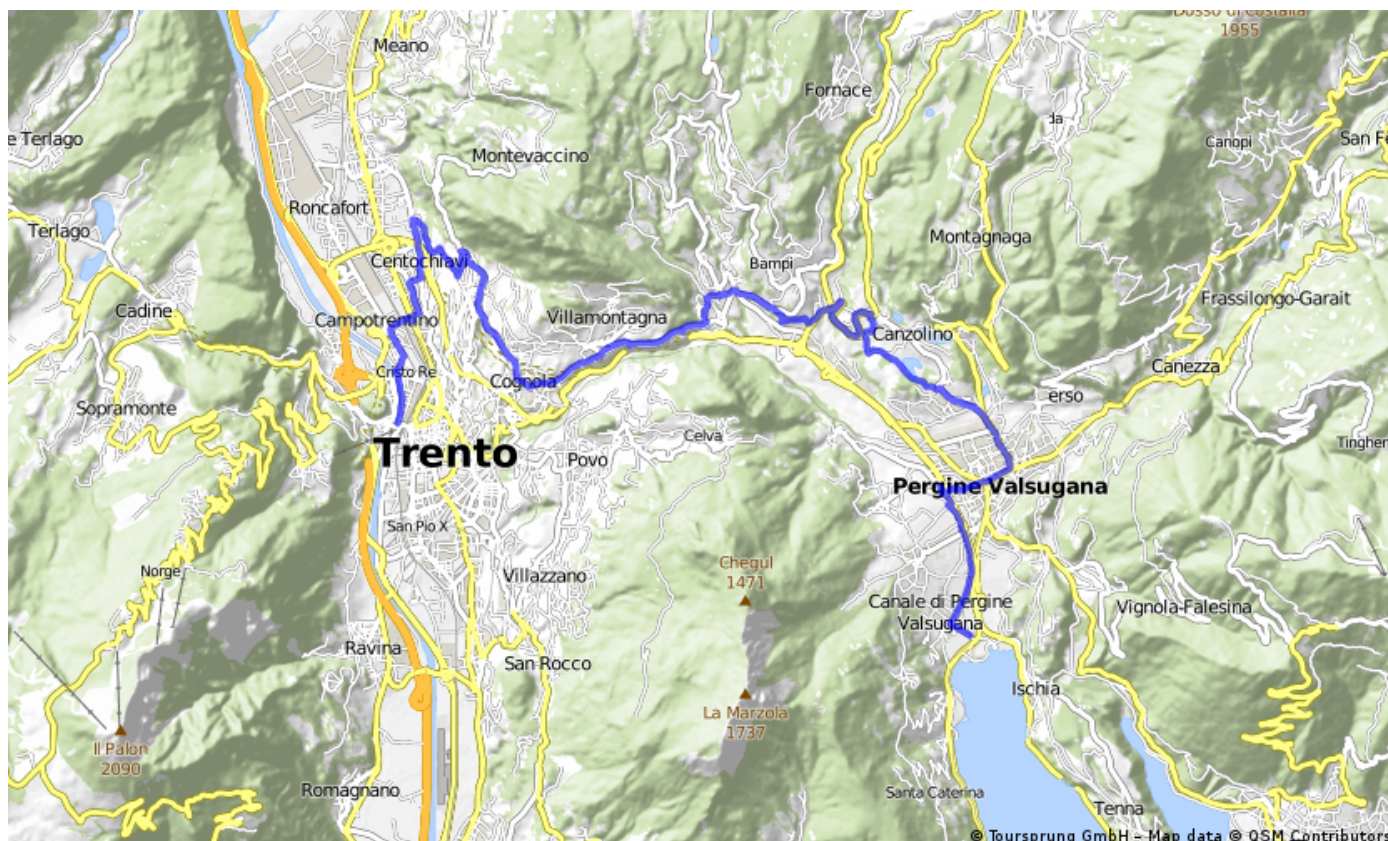 Dosso di Costalta
1955
Meano
Fornace
e Terlago
da
Canopi
San Fe
Montevaccino
Roncafort
Terlago
Montagnaga
Centochiavi
Bampi
Frassilongo-Garait
Cadine
Campotrentino
Villamontagna
Canzolino
Cristo Re
Cognola
Canezza
erso
Sopramonte
Celva
Tingher
Trento
Povo
Pergine Valsugana
San Pio X
Norge
Villazzano
Chegul
1471
Canale di Pergine
Valsugana
Vignola-Falesina
Ravina
San Rocco
Ischia
La Marzola
1737
Il Palon
2090
Romagnano
Santa Caterina
Tenna
© Toursprung GmbH – Map data © OSM Contributors